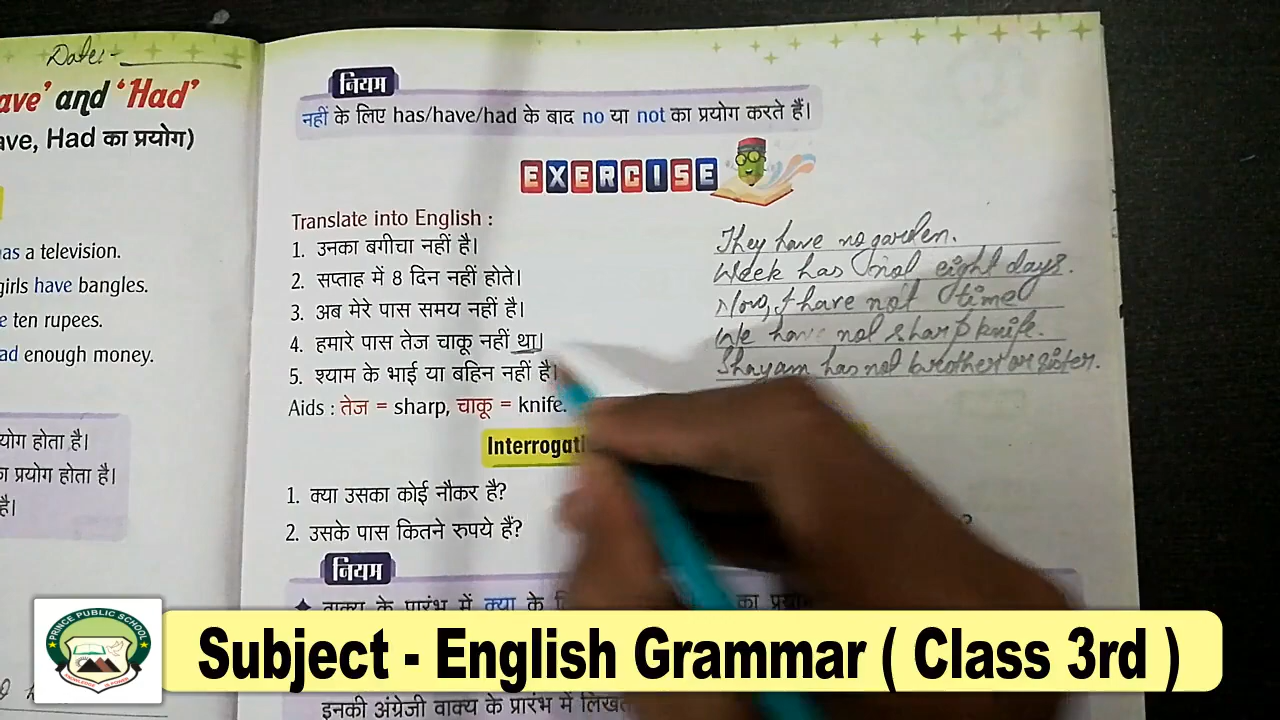 Date:-
ave' and 'Had'
ave, Had का प्रयोग)
as a television.
girls have bangles.
e ten rupees.
ad enough money.
योग होता है।
ा प्रयोग होता है।
है।
नियम
नहीं के लिए has/have/had के बाद no या not का प्रयोग करते हैं।
EXERCISE
Translate into English :
1. उनका बगीचा नहीं है। They have no garden.
2. सप्ताह में 8 दिन नहीं होते। Week has not eight days.
3. अब मेरे पास समय नहीं है। Now, I have not time
4. हमारे पास तेज चाकू नहीं था। We have not sharp knife.
5. श्याम के भाई या बहिन नहीं है। Shayam has not brother or sister.
Aids : तेज = sharp, चाकू = knife.
Interrogati
1. क्या उसका कोई नौकर है?
2. उसके पास कितने रुपये हैं?
नियम
वाक्य के प्रारंभ में क्या के
का प्रयो
इनकी अंग्रेजी वाक्य के प्रारंभ में लिख
PRINCE PUBLIC SCHOOL
Subject - English Grammar ( Class 3rd )